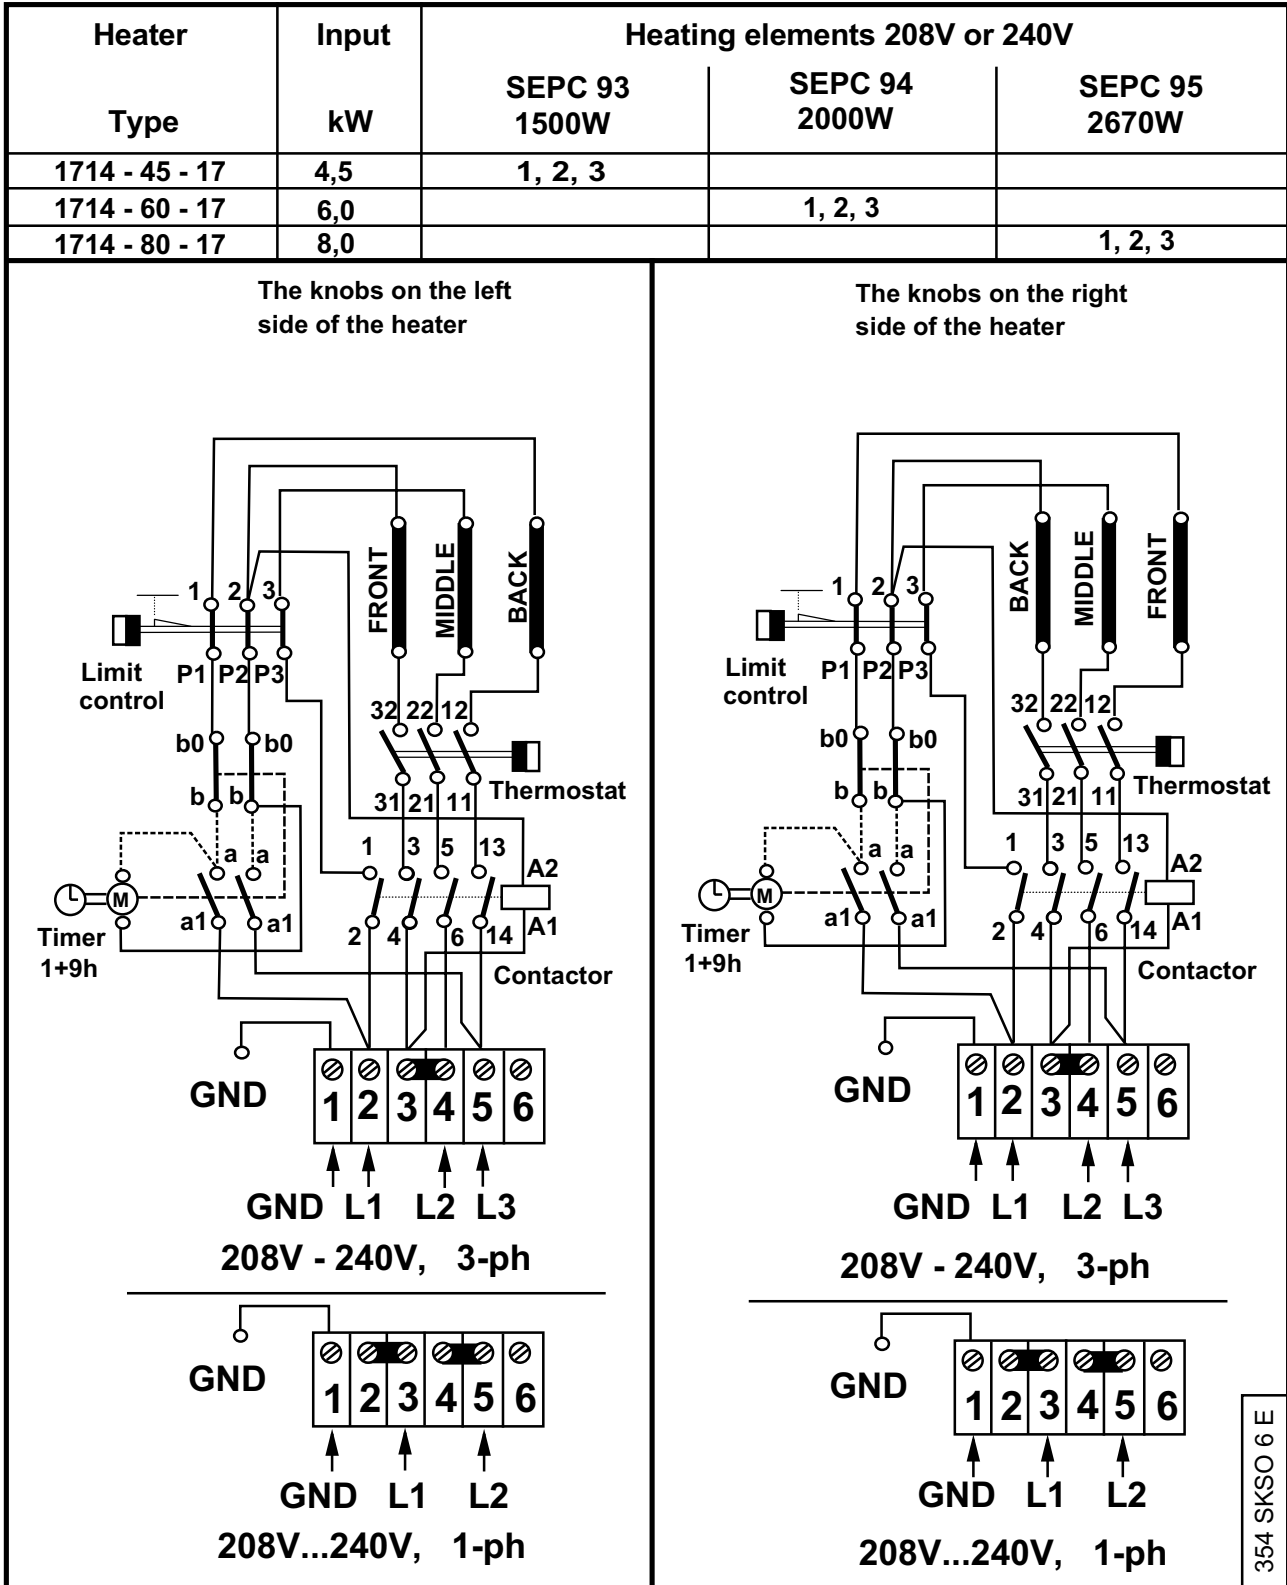 Heater Input Heating elements 208V or 240V
SEPC 93 SEPC 94 SEPC 95
Type kW 1500W 2000W 2670W
1714 - 45 - 17 4,5 1, 2, 3
1714 - 60 - 17 6,0 1, 2, 3
1714 - 80 - 17 8,0 1, 2, 3
The knobs on the left
side of the heater
FRONT
MIDDLE
BACK
1 2 3
Limit
control
P1 P2 P3
32 22 12
b0 b0
Thermostat
b b
31 21 11
1 3 5 13
a a
A2
M
a1 a1
2 4 6 14
A1
Timer
1+9h
Contactor
GND
1 2 3 4 5 6
GND L1 L2 L3
208V - 240V, 3-ph
GND
1 2 3 4 5 6
GND L1 L2
208V...240V, 1-ph
The knobs on the right
side of the heater
BACK
MIDDLE
FRONT
1 2 3
Limit
control
P1 P2 P3
32 22 12
b0 b0
Thermostat
b b
31 21 11
1 3 5 13
a a
A2
M
a1 a1
2 4 6 14
A1
Timer
1+9h
Contactor
GND
1 2 3 4 5 6
GND L1 L2 L3
208V - 240V, 3-ph
GND
1 2 3 4 5 6
GND L1 L2
208V...240V, 1-ph
354 SKSO 6 E